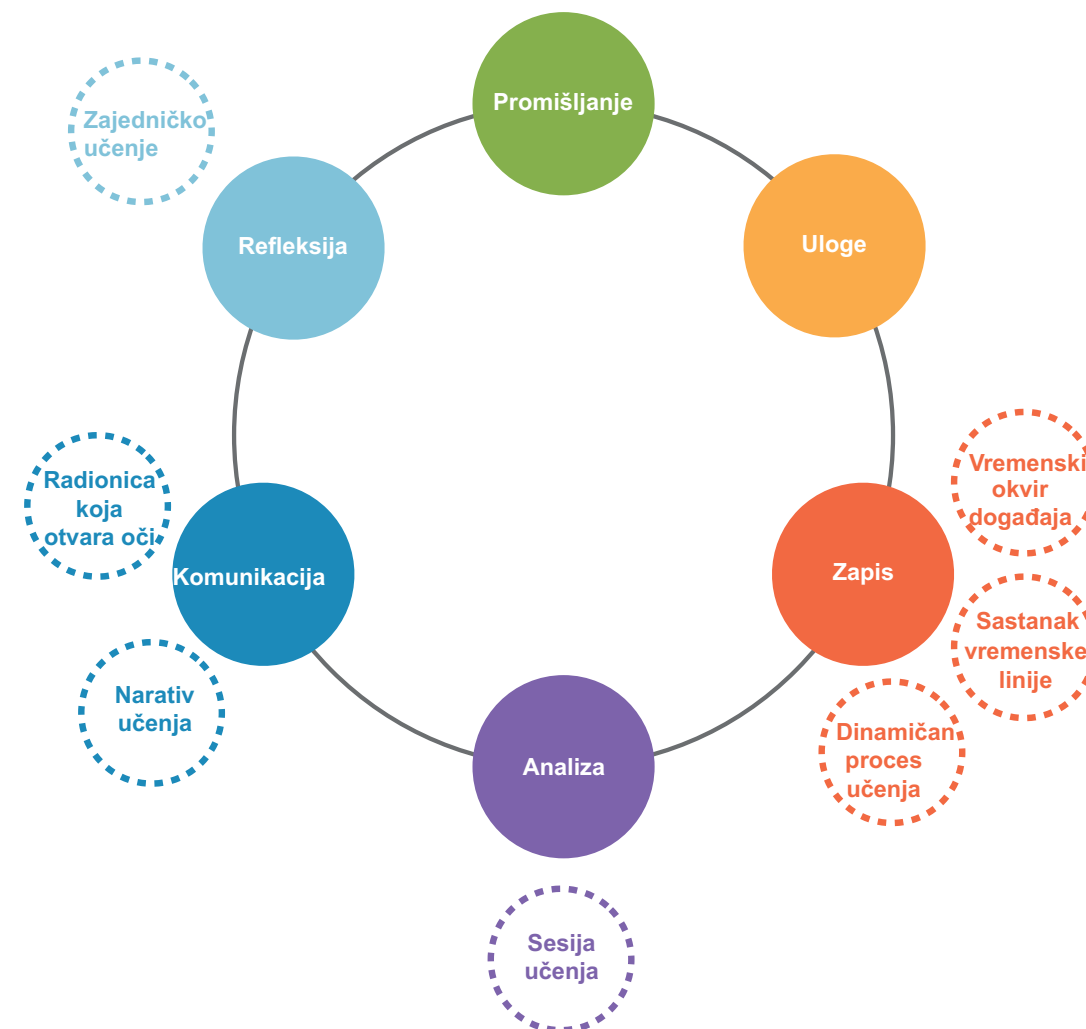 Promišljanje
Zajedničko
učenje
Refleksija
Uloge
Radionica
koja
otvara oči
Vremenski
okvir
događaja
Komunikacija
Zapis
Sastanak
vremenske
linije
Narativ
učenja
Dinamičan
proces
učenja
Analiza
Sesija
učenja